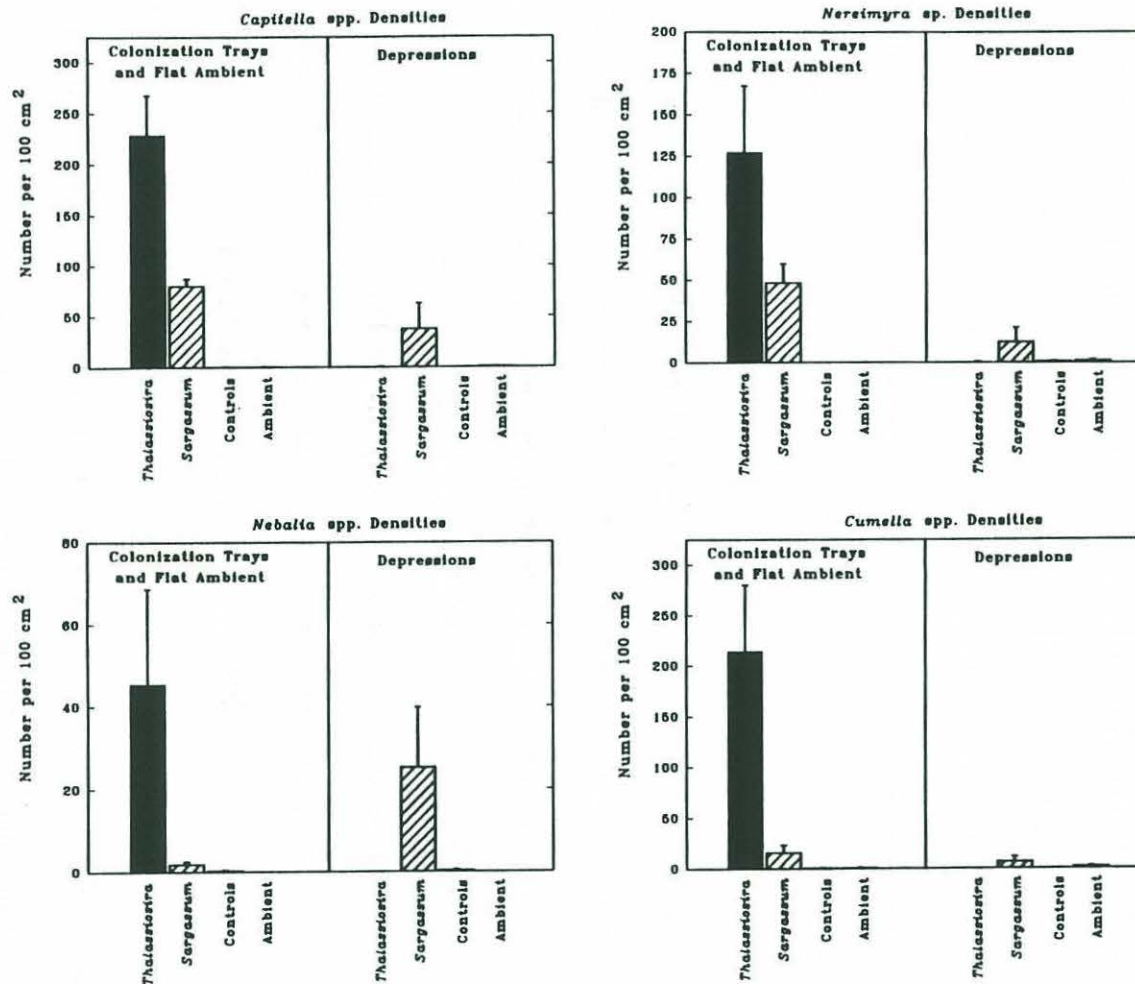 Capitella spp. Densities
Colonization Trays
and Flat Ambient
Depressions
Number per 100 cm²
300
250
200
150
100
50
0
Thalassiosira
Sargassum
Controls
Ambient
Thalassiosira
Sargassum
Controls
Ambient
Nereimyra sp. Densities
Colonization Trays
and Flat Ambient
Depressions
Number per 100 cm²
200
175
150
125
100
75
50
25
0
Thalassiosira
Sargassum
Controls
Ambient
Thalassiosira
Sargassum
Controls
Ambient
Nebalia spp. Densities
Colonization Trays
and Flat Ambient
Depressions
Number per 100 cm²
80
60
40
20
0
Thalassiosira
Sargassum
Controls
Ambient
Thalassiosira
Sargassum
Controls
Ambient
Cumella spp. Densities
Colonization Trays
and Flat Ambient
Depressions
Number per 100 cm²
300
250
200
150
100
50
0
Thalassiosira
Sargassum
Controls
Ambient
Thalassiosira
Sargassum
Controls
Ambient